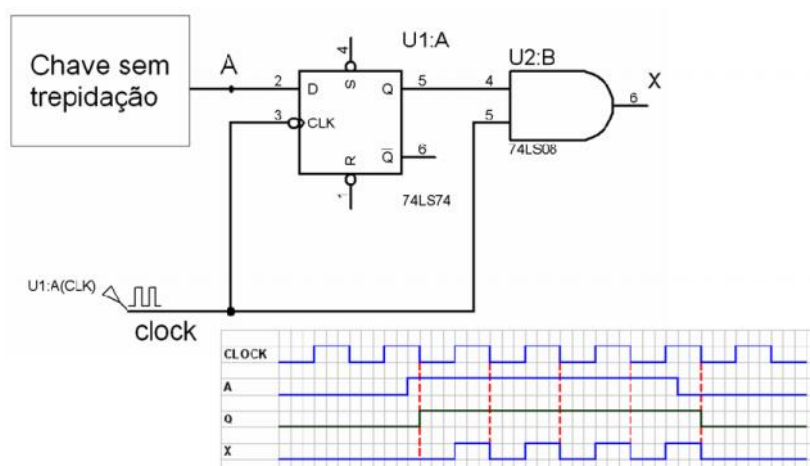 Chave sem
trepidação
A
2
3
D
CLK
S
R
4
1
Q
Q
5
6
U1:A
74LS74
U2:B
4
5
6
X
74LS08
U1:A(CLK)
clock
CLOCK
A
Q
X